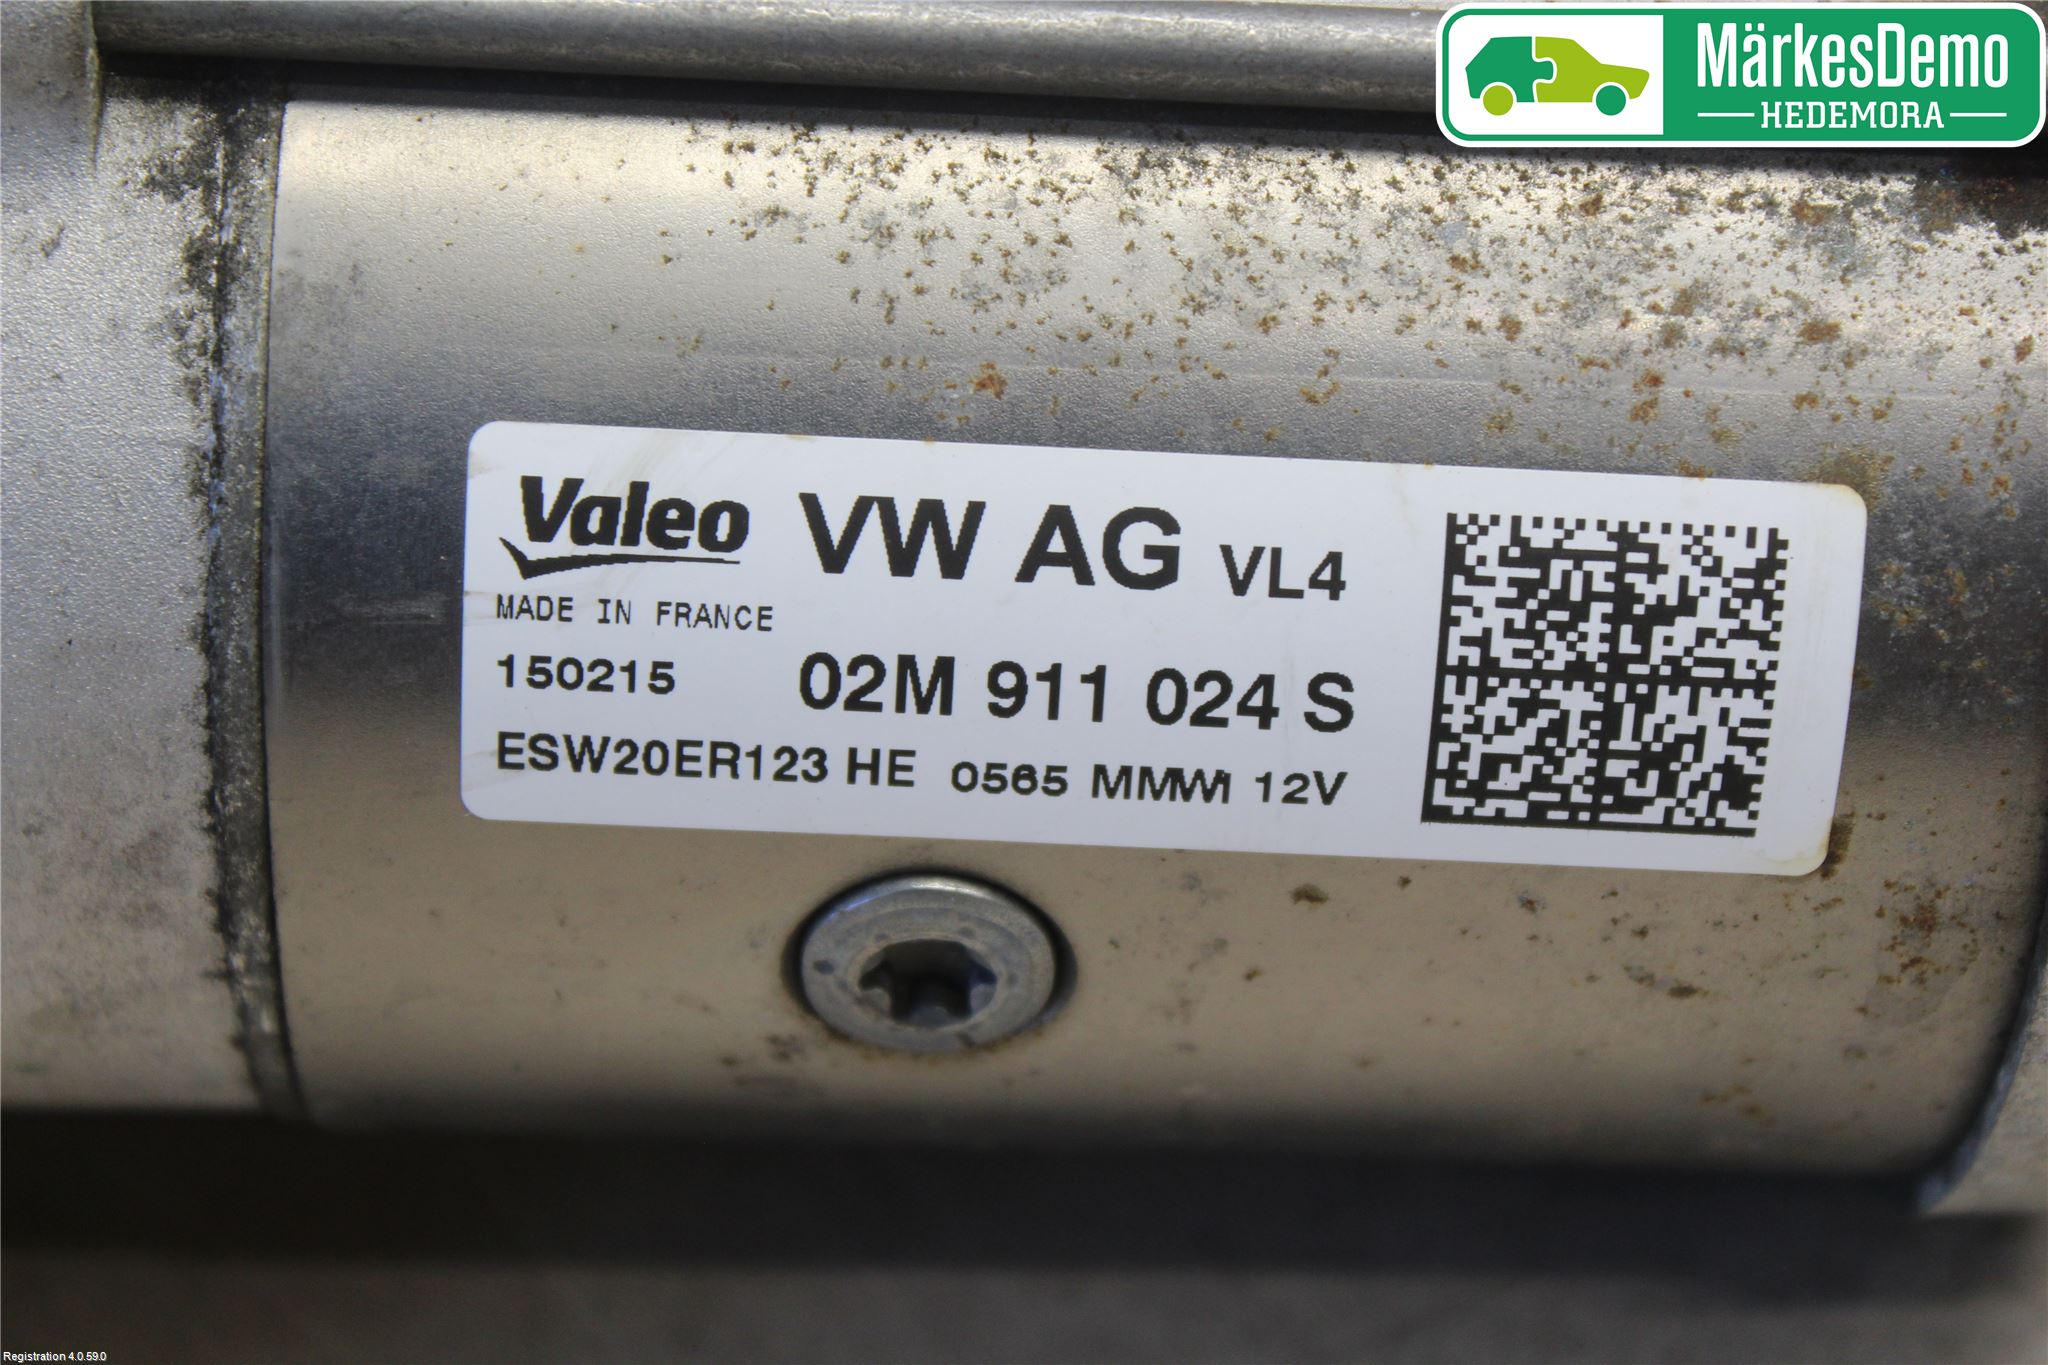 MärkesDemo
HEDEMORA
Valeo VW AG VL4
MADE IN FRANCE
150215 02M 911 024 S
ESW20ER123 HE 0565 12V
Registration 4.0.59.0